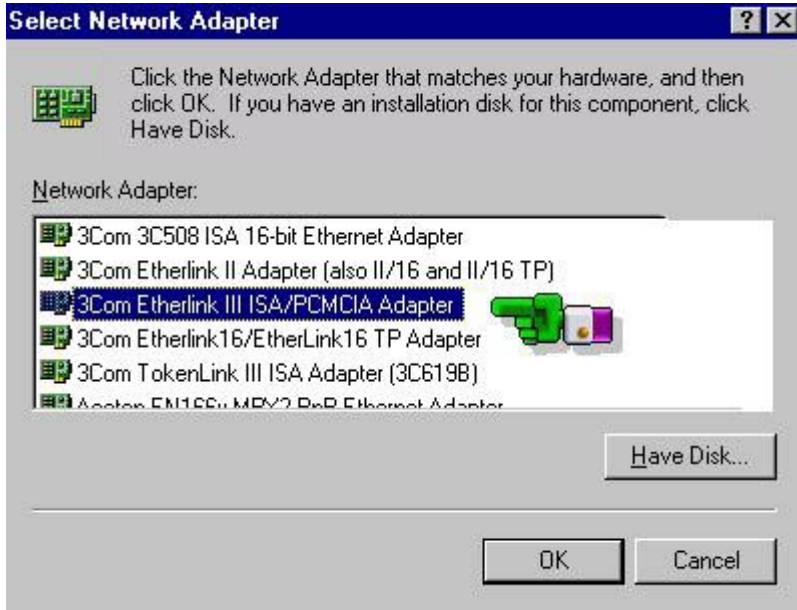 Select Network Adapter
Click the Network Adapter that matches your hardware, and then
click OK. If you have an installation disk for this component, click
Have Disk.
Network Adapter:
3Com 3C508 ISA 16-bit Ethernet Adapter
3Com Etherlink II Adapter (also II/16 and II/16 TP)
3Com Etherlink III ISA/PCMCIA Adapter
3Com Etherlink16/EtherLink16 TP Adapter
3Com TokenLink III ISA Adapter (3C619B)
Ethernet Adapter
Have Disk...
OK
Cancel